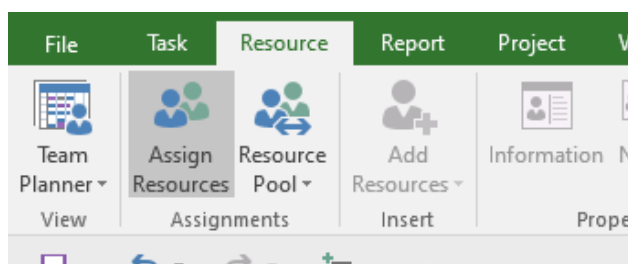 File Task Resource Report Project
Team Planner
Assign Resources
Resource Pool
Add Resources
Information
View Assignments Insert